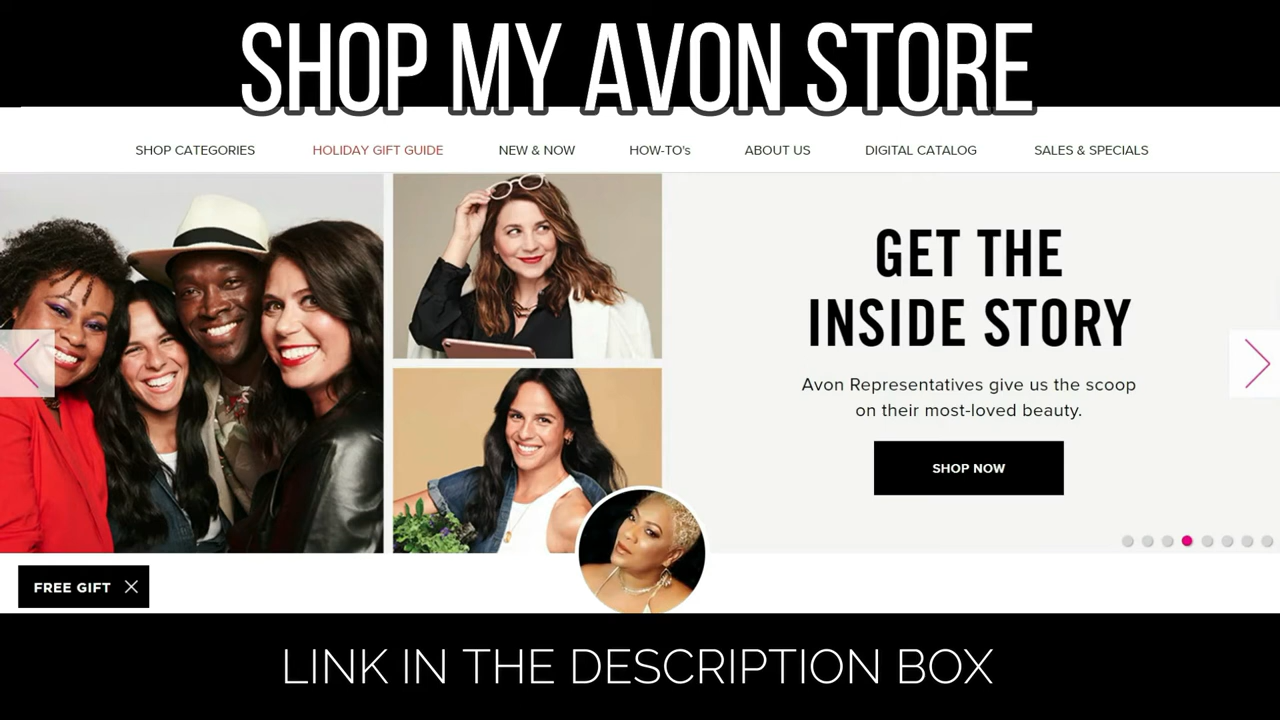 SHOP MY AVON STORE
SHOP CATEGORIES HOLIDAY GIFT GUIDE NEW & NOW HOW-TO's ABOUT US DIGITAL CATALOG SALES & SPECIALS
GET THE
INSIDE STORY
Avon Representatives give us the scoop
on their most-loved beauty.
SHOP NOW
FREE GIFT
LINK IN THE DESCRIPTION BOX